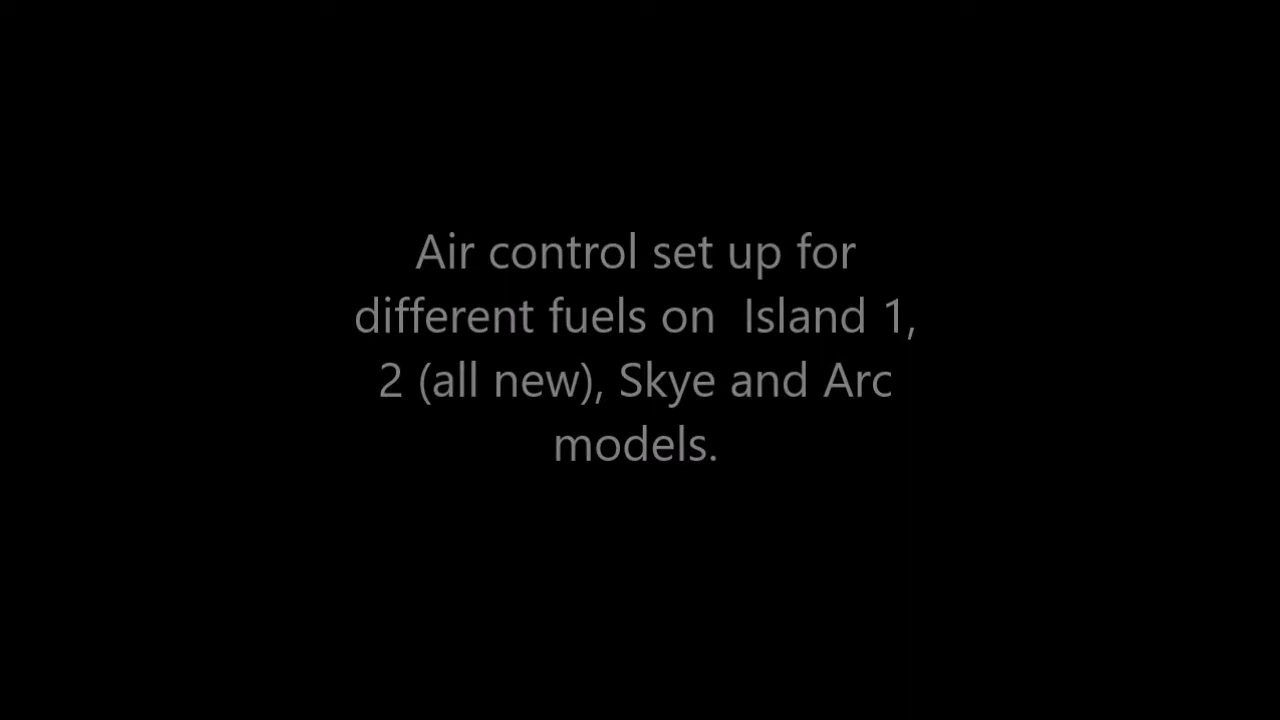 Air control set up for
different fuels on  Island 1,
2 (all new), Skye and Arc
models.